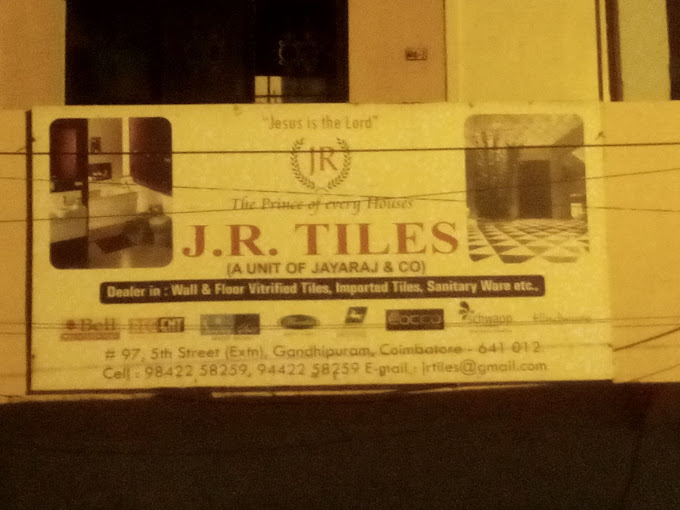 "Jesus is the Lord"
JR
The Prince of every Houses
J.R. TILES
(A UNIT OF JAYARAJ & CO)
Dealer in : Wall & Floor Vitrified Tiles, Imported Tiles, Sanitary Ware etc.,
Bell
# 97, 5th Street (Extn), Gandhipuram, Coimbatore - 641 012
Cell : 98422 58259, 94422 58259 E-mail : jrtiles@gmail.com